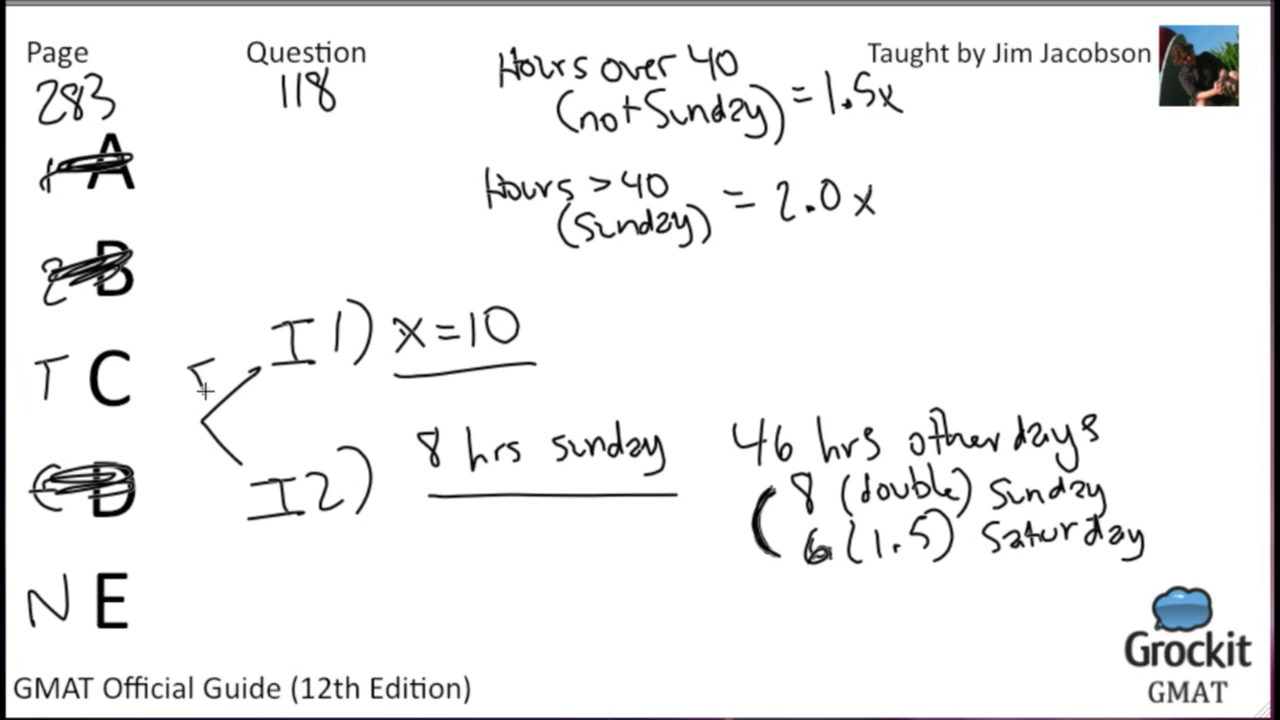 Page
Question
Taught by Jim Jacobson
283
118
Hours over 40
(not Sunday) = 1.5x
A
Hours > 40
(Sunday) = 2.0x
B
I 1) x=10
T C
I2) 8 hrs sunday
46 hrs other days
8 (double) Sunday
6 (1.5) Saturday
D
N E
Grockit
GMAT
GMAT Official Guide (12th Edition)